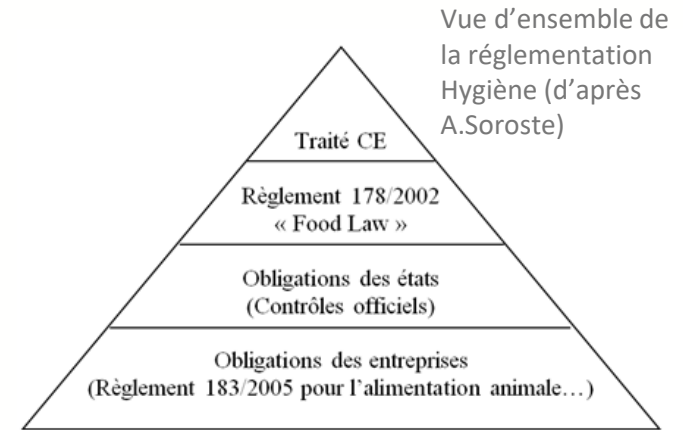 Vue d’ensemble de
la réglementation
Hygiène (d’après
A.Soroste)
Traité CE
Règlement 178/2002
« Food Law »
Obligations des états
(Contrôles officiels)
Obligations des entreprises
(Règlement 183/2005 pour l’alimentation animale…)